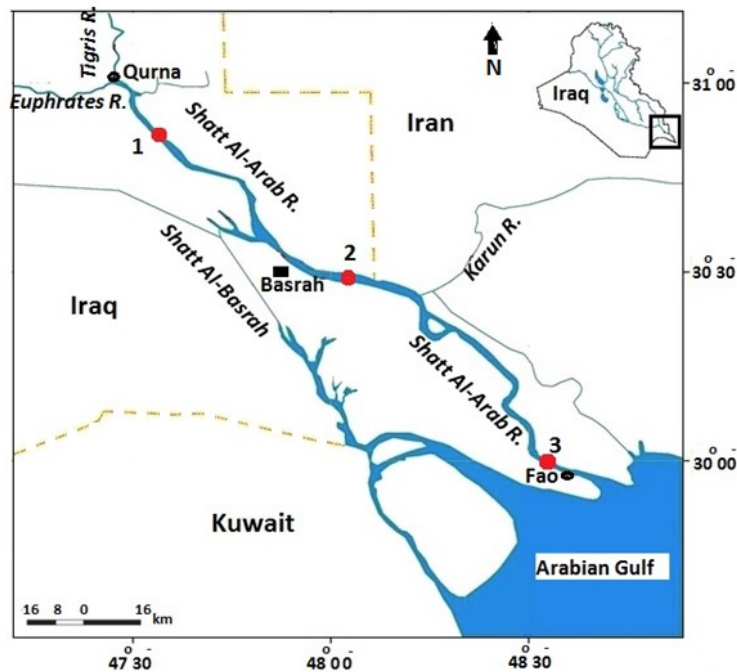 Tigris R.
Qurna
Euphrates R.
1
Shatt Al-Arab R.
Iran
N
Iraq
31° 00⁻
2
Basrah
Karun R.
30° 30⁻
Shatt Al-Basrah
Iraq
Shatt Al-Arab R.
3
Fao
30° 00⁻
Kuwait
Arabian Gulf
16 8 0 16
km
47° 30⁻
48° 00⁻
48° 30⁻